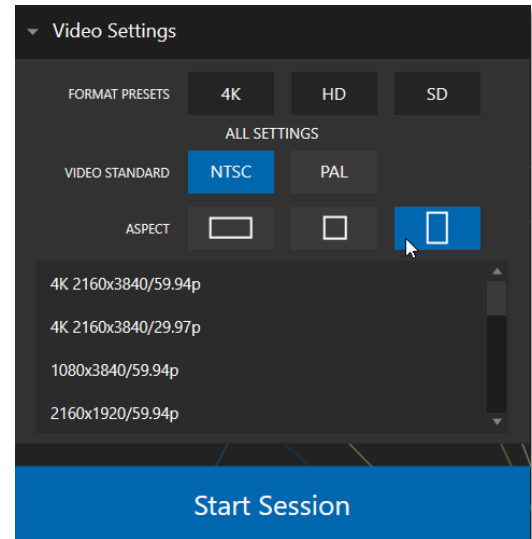 Video Settings
FORMAT PRESETS 4K HD SD
ALL SETTINGS
VIDEO STANDARD NTSC PAL
ASPECT
4K 2160x3840/59.94p
4K 2160x3840/29.97p
1080x3840/59.94p
2160x1920/59.94p
Start Session